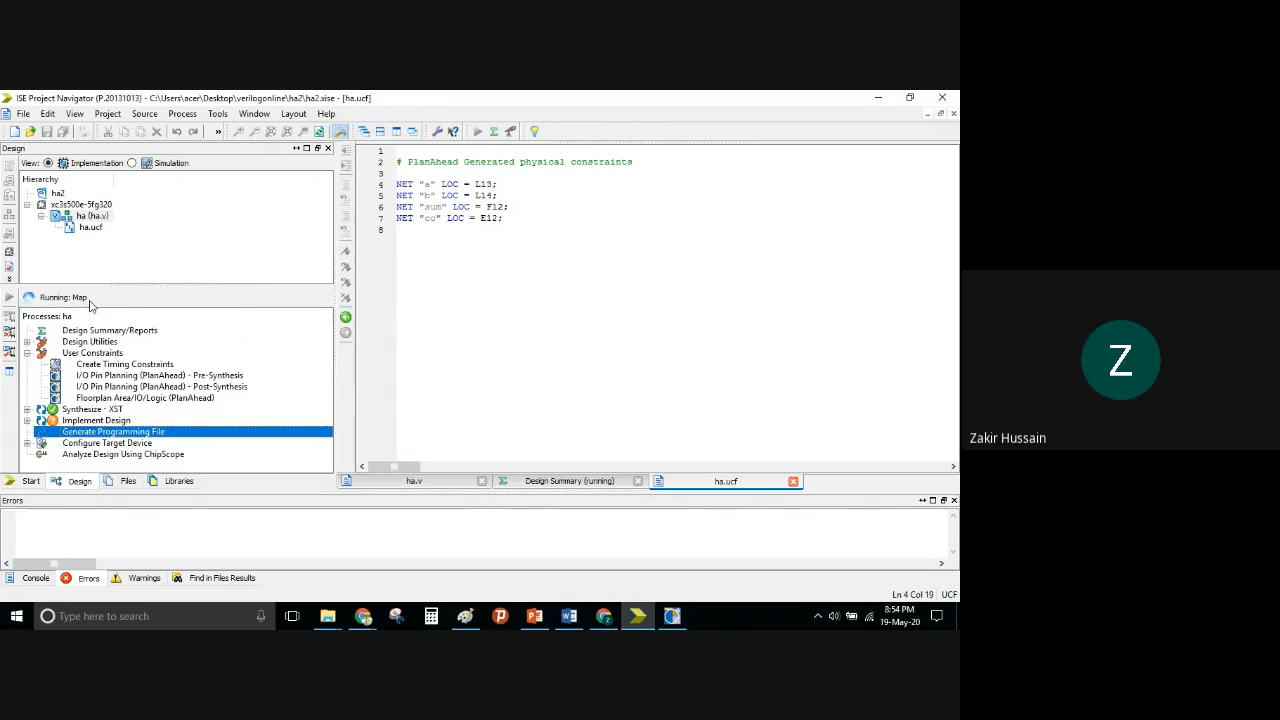 ISE Project Navigator (P.20131013) - C:\Users\acer\Desktop\verilogonline\ha2\ha2.xise - [ha.ucf]
File Edit View Project Source Process Tools Window Layout Help
Design
View: Implementation Simulation
Hierarchy
ha2
xc3s500e-5fg320
ha (ha.v)
ha.ucf
Running: Map
Processes: ha
Design Summary/Reports
Design Utilities
User Constraints
Create Timing Constraints
I/O Pin Planning (PlanAhead) - Pre-Synthesis
I/O Pin Planning (PlanAhead) - Post-Synthesis
Floorplan Area/IO/Logic (PlanAhead)
Synthesize - XST
Implement Design
Generate Programming File
Configure Target Device
Analyze Design Using ChipScope
Start Design Files Libraries
1
2 # PlanAhead Generated physical constraints
3
4 NET "a" LOC = L13;
5 NET "b" LOC = L14;
6 NET "sum" LOC = F12;
7 NET "co" LOC = E12;
8
ha.v Design Summary (running) ha.ucf
Errors
Console Errors Warnings Find in Files Results
Ln 4 Col 19 UCF
Type here to search
8:54 PM
19-May-20
Z
Zakir Hussain